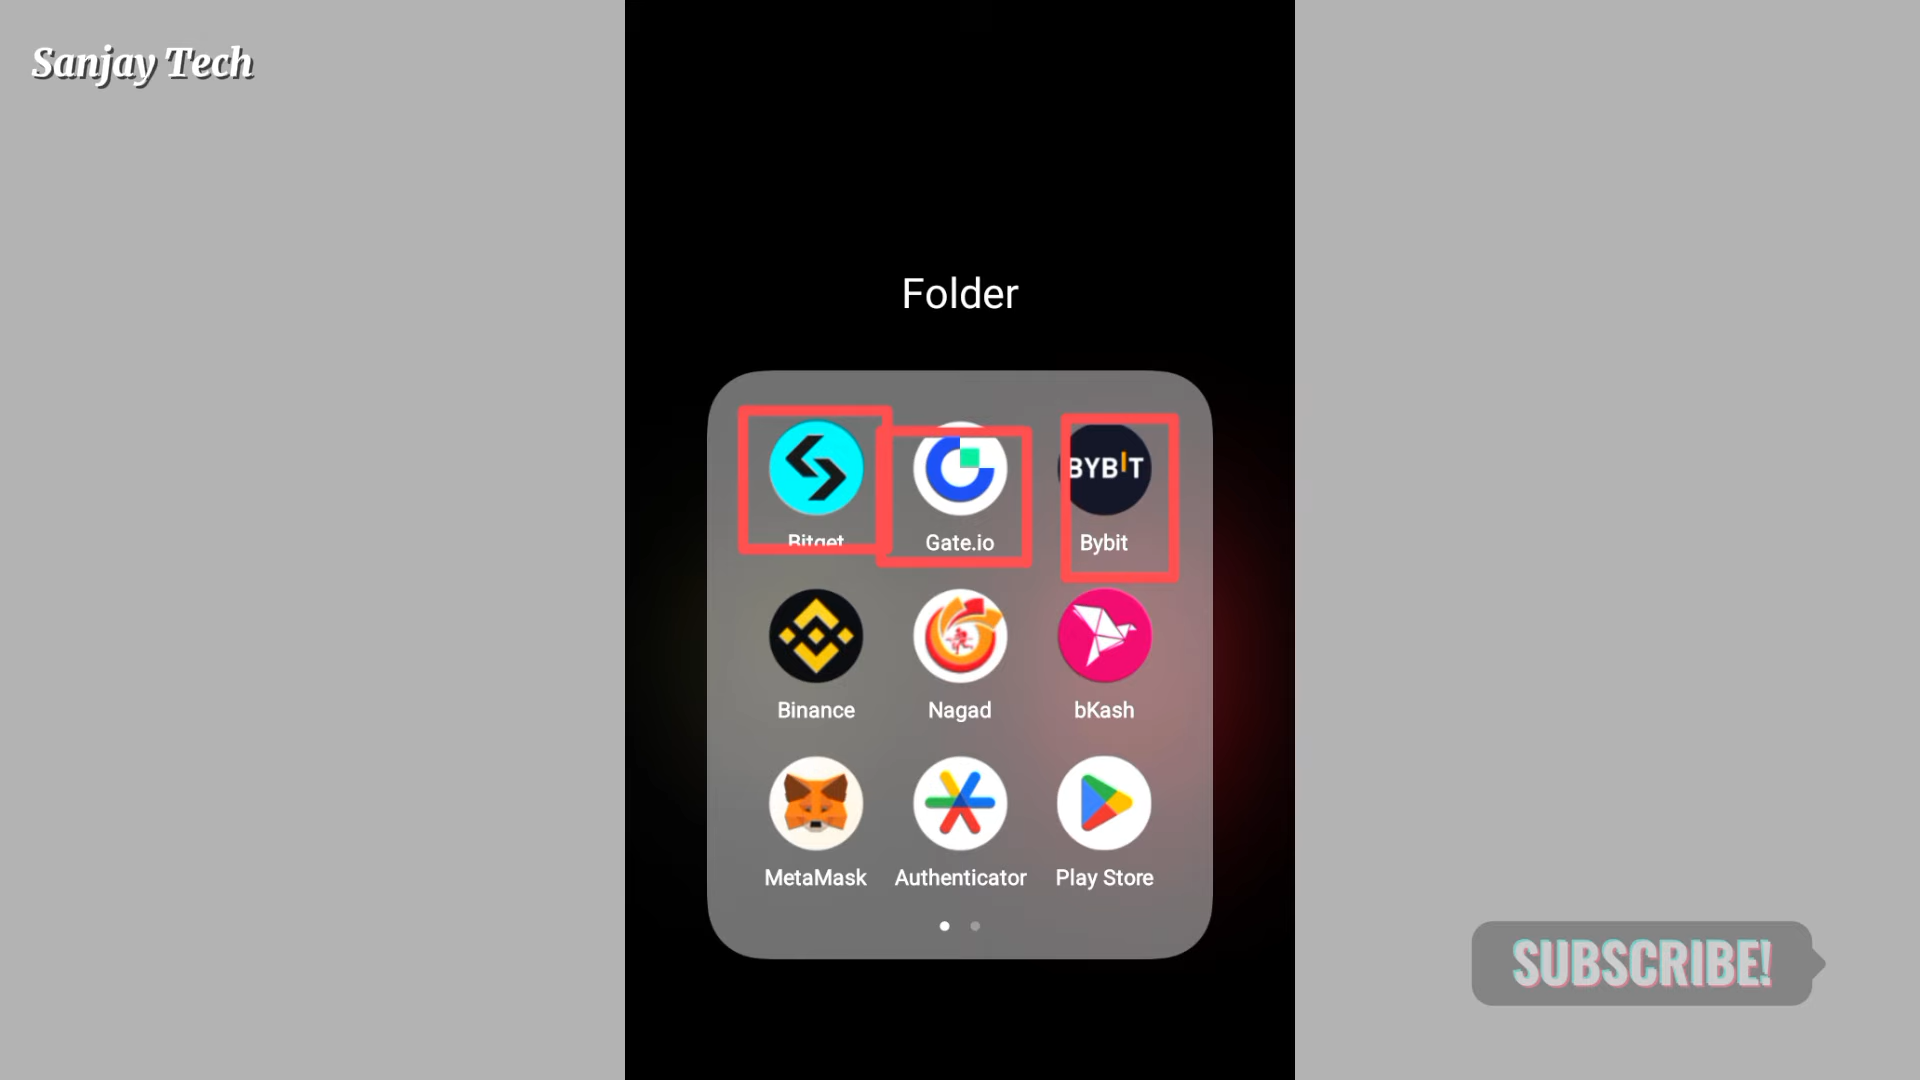 Sanjay Tech
Folder
BYBIT
Bitget Gate.io Bybit
Binance Nagad bKash
MetaMask Authenticator Play Store
SUBSCRIBE!